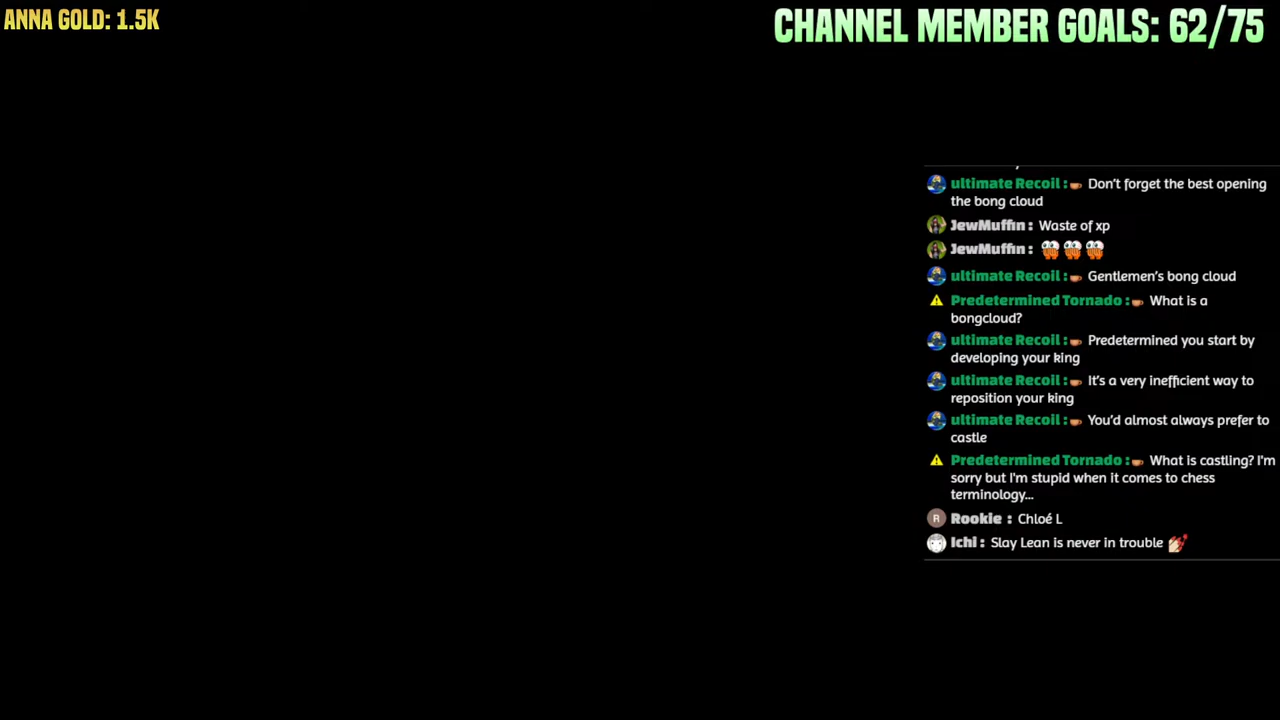 ANNA GOLD: 1.5K
CHANNEL MEMBER GOALS: 62/75
ultimate Recoil : Don't forget the best opening
the bong cloud
JewMuffin : Waste of xp
JewMuffin :
ultimate Recoil : Gentlemen's bong cloud
Predetermined Tornado : What is a
bongcloud?
ultimate Recoil : Predetermined you start by
developing your king
ultimate Recoil : It's a very inefficient way to
reposition your king
ultimate Recoil : You'd almost always prefer to
castle
Predetermined Tornado : What is castling? I'm
sorry but I'm stupid when it comes to chess
terminology...
R Rookie : Chloé L
Ichi : Slay Lean is never in trouble